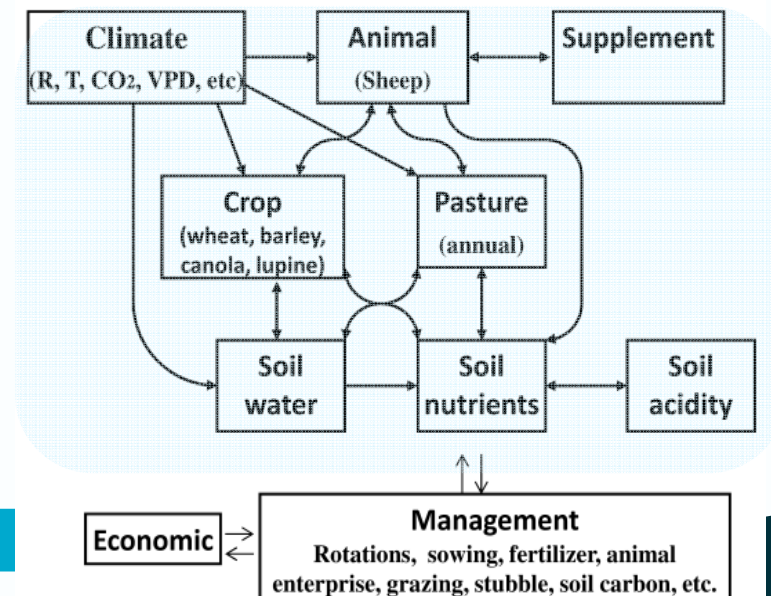 Climate
(R, T, CO2, VPD, etc)
Animal
(Sheep)
Supplement
Crop
(wheat, barley,
canola, lupine)
Pasture
(annual)
Soil
water
Soil
nutrients
Soil
acidity
Economic
Management
Rotations, sowing, fertilizer, animal
enterprise, grazing, stubble, soil carbon, etc.